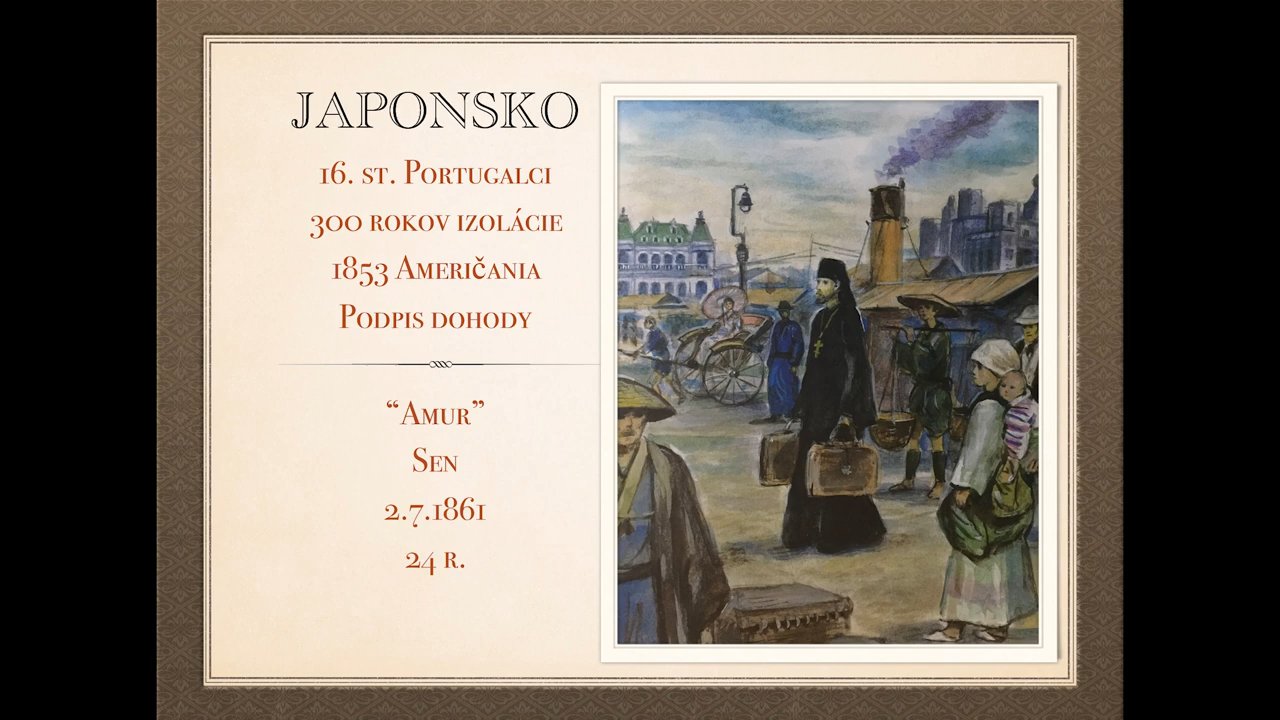 JAPONSKO
16. st. Portugalci
300 rokov izolácie
1853 Američania
Podpis dohody
“Amur”
Sen
2.7.1861
24 r.